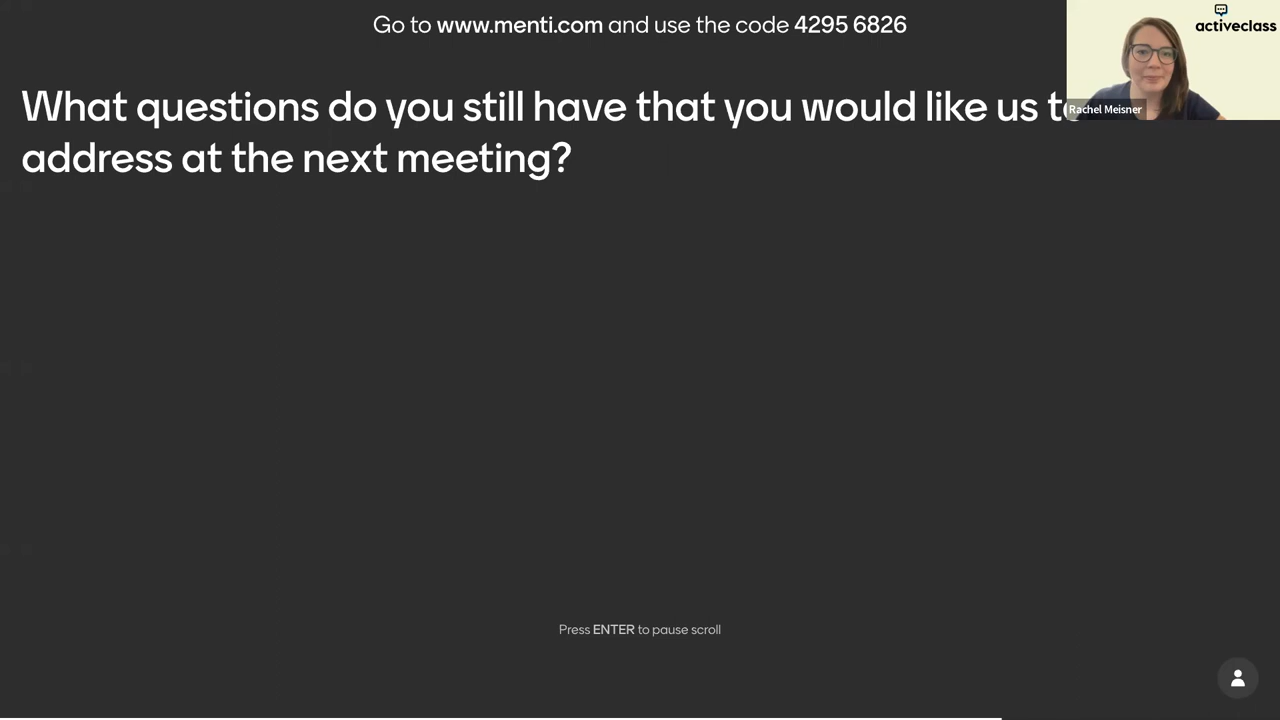 Go to www.menti.com and use the code 4295 6826
activeclass
What questions do you still have that you would like us to
Rachel Meisner
address at the next meeting?
Press ENTER to pause scroll